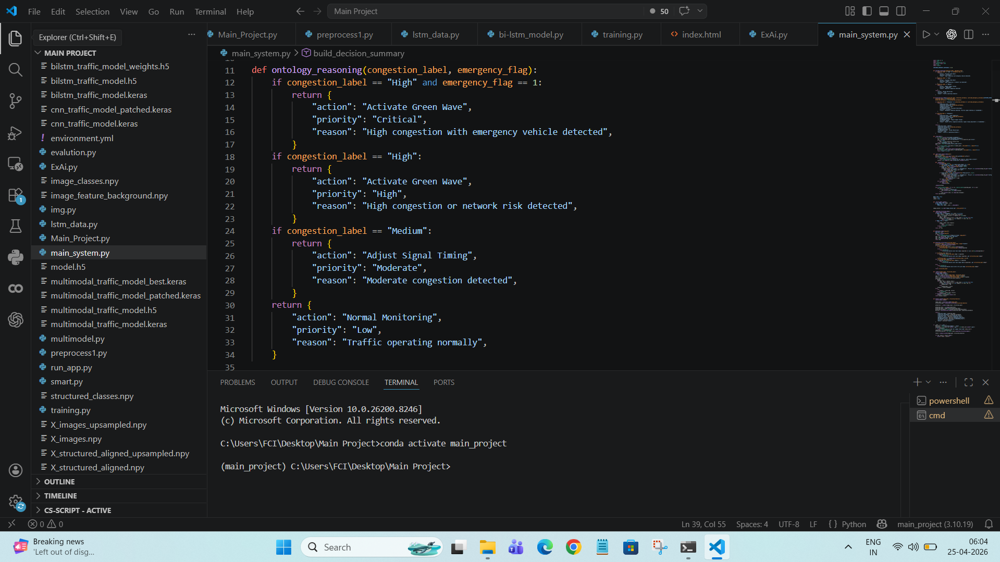 File Edit Selection View Go Run Terminal Help
Main Project
50
Explorer (Ctrl+Shift+E)
Main_Project.py
preprocess1.py
lstm_data.py
bi-lstm_model.py
training.py
index.html
ExAi.py
main_system.py
main_system.py > build_decision_summary
MAIN PROJECT
bilstm_traffic_model_weights.h5
bilstm_traffic_model.h5
bilstm_traffic_model.keras
cnn_traffic_model_patched.keras
cnn_traffic_model.keras
environment.yml
evalution.py
ExAi.py
image_classes.npy
image_feature_background.npy
img.py
lstm_data.py
Main_Project.py
main_system.py
model.h5
multimodal_traffic_model_best.keras
multimodal_traffic_model_patched.keras
multimodal_traffic_model.h5
multimodal_traffic_model.keras
multimodel.py
preprocess1.py
run_app.py
smart.py
structured_classes.npy
training.py
X_images_upsampled.npy
X_images.npy
X_structured_aligned_upsampled.npy
X_structured_aligned.npy
OUTLINE
TIMELINE
CS-SCRIPT - ACTIVE
1
11 def ontology_reasoning(congestion_label, emergency_flag):
12 if congestion_label == "High" and emergency_flag == 1:
13 return {
14 "action": "Activate Green Wave",
15 "priority": "Critical",
16 "reason": "High congestion with emergency vehicle detected",
17 }
18 if congestion_label == "High":
19 return {
20 "action": "Activate Green Wave",
21 "priority": "High",
22 "reason": "High congestion or network risk detected",
23 }
24 if congestion_label == "Medium":
25 return {
26 "action": "Adjust Signal Timing",
27 "priority": "Moderate",
28 "reason": "Moderate congestion detected",
29 }
30 return {
31 "action": "Normal Monitoring",
32 "priority": "Low",
33 "reason": "Traffic operating normally",
34 }
35
PROBLEMS OUTPUT DEBUG CONSOLE TERMINAL PORTS
Microsoft Windows [Version 10.0.26200.8246]
(c) Microsoft Corporation. All rights reserved.
C:\Users\FCI\Desktop\Main Project>conda activate main_project
(main_project) C:\Users\FCI\Desktop\Main Project>
powershell
cmd
0 0
Ln 39, Col 55 Spaces: 4 UTF-8 LF { } Python main_project (3.10.19)
Breaking news
'Left out of disg...
Search
ENG
IN
06:04
25-04-2026